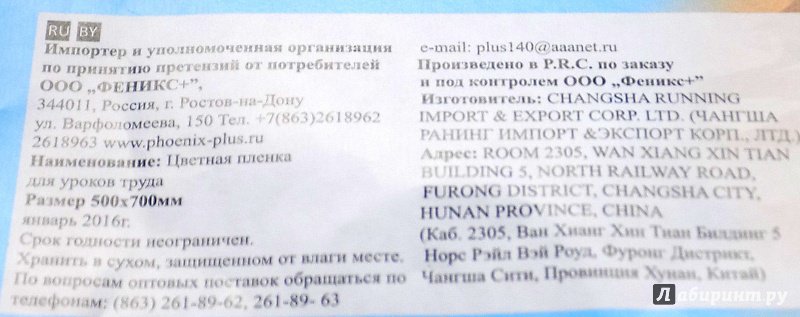 RU BY
Импортер и уполномоченная организация
по принятию претензий от потребителей
ООО „ФЕНИКС+”,
344011, Россия, г. Ростов-на-Дону
ул. Варфоломеева, 150 Тел. +7(863)2618962
2618963 www.phoenix-plus.ru
Наименование: Цветная пленка
для уроков труда
Размер 500х700мм
январь 2016г.
Срок годности неограничен.
Хранить в сухом, защищенном от влаги месте.
По вопросам оптовых поставок обращаться по
телефонам: (863) 261-89-62, 261-89- 63
e-mail: plus140@aaanet.ru
Произведено в P.R.C. по заказу
и под контролем ООО „Феникс+”
Изготовитель: CHANGSHA RUNNING
IMPORT & EXPORT CORP. LTD. (ЧАНГША
РАНИНГ ИМПОРТ &ЭКСПОРТ КОРП., ЛТД.)
Адрес: ROOM 2305, WAN XIANG XIN TIAN
BUILDING 5, NORTH RAILWAY ROAD,
FURONG DISTRICT, CHANGSHA CITY,
HUNAN PROVINCE, CHINA
(Каб. 2305, Ван Хианг Хин Тиан Билдинг 5
Норс Рэйл Вэй Роуд, Фуронг Дистрикт,
Чангша Сити, Провинция Хунан, Китай)
Лабиринт.ру